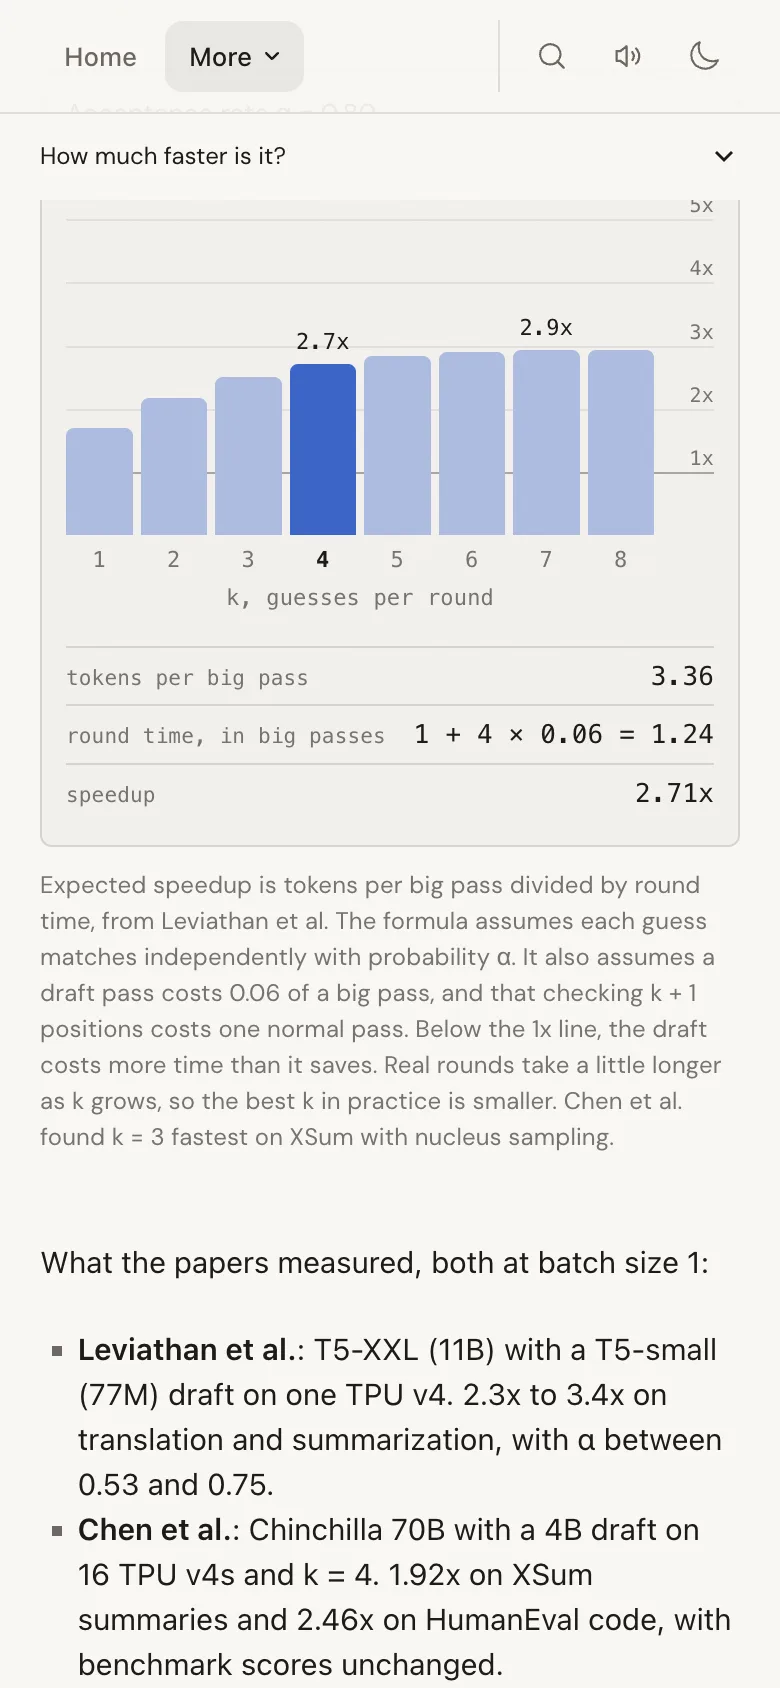 Home
More
Acceptance rate α = 0.80
How much faster is it?
5x
4x
3x
2x
1x
2.7x
2.9x
1 2 3 4 5 6 7 8
k, guesses per round
tokens per big pass 3.36
round time, in big passes 1 + 4 × 0.06 = 1.24
speedup 2.71x
Expected speedup is tokens per big pass divided by round
time, from Leviathan et al. The formula assumes each guess
matches independently with probability α. It also assumes a
draft pass costs 0.06 of a big pass, and that checking k + 1
positions costs one normal pass. Below the 1x line, the draft
costs more time than it saves. Real rounds take a little longer
as k grows, so the best k in practice is smaller. Chen et al.
found k = 3 fastest on XSum with nucleus sampling.
What the papers measured, both at batch size 1:
Leviathan et al.: T5-XXL (11B) with a T5-small
(77M) draft on one TPU v4. 2.3x to 3.4x on
translation and summarization, with α between
0.53 and 0.75.
Chen et al.: Chinchilla 70B with a 4B draft on
16 TPU v4s and k = 4. 1.92x on XSum
summaries and 2.46x on HumanEval code, with
benchmark scores unchanged.